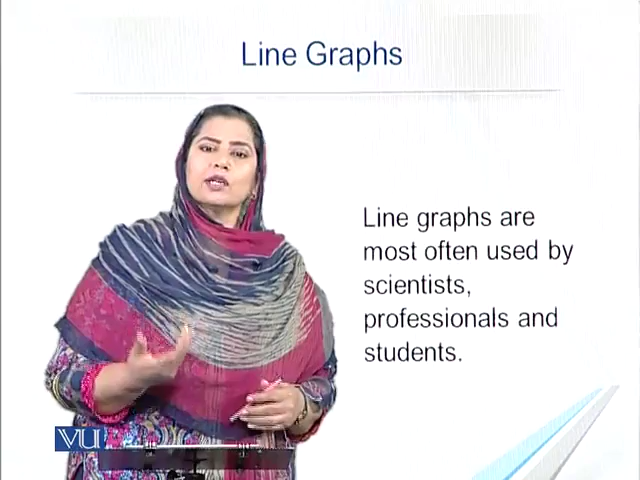 Line Graphs
Line graphs are
most often used by
scientists,
professionals and
students.
VU